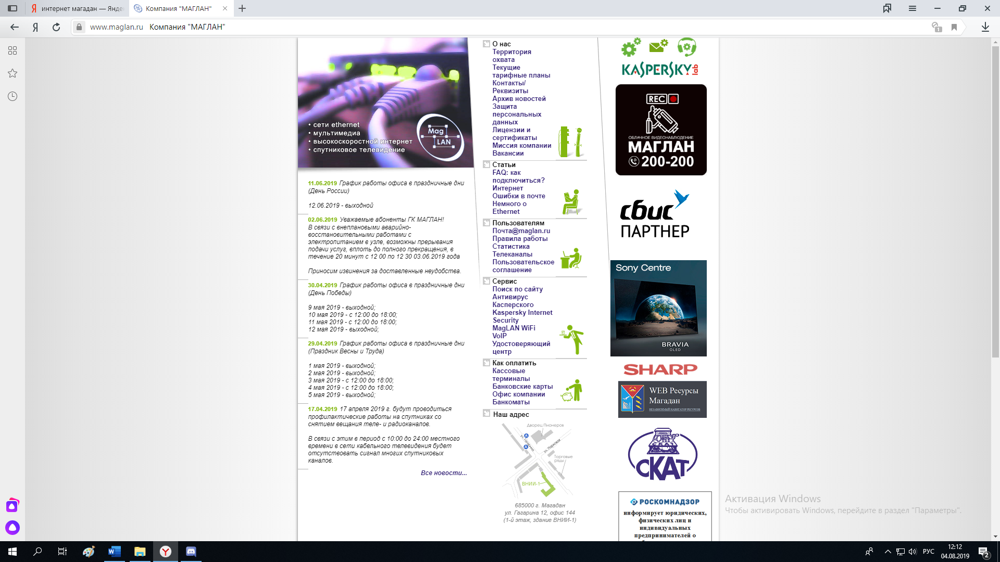 интернет магадан — Янде
Компания "МАГЛАН"
www.maglan.ru Компания "МАГЛАН"
• сети ethernet
• мультимедиа
• высокоскоростной интернет
• спутниковое телевидение
Mag
LAN
11.06.2019 График работы офиса в праздничные дни
(День России)
12.06.2019 - выходной
02.06.2019 Уважаемые абоненты ГК МАГЛАН!
В связи с внеплановыми аварийно-
восстановительными работами с
электропитанием в узле, возможны прерывания
подачи услуг, вплоть до полного прекращения, в
течение 20 минут с 12 00 по 12 30 03.06.2019 года
Приносим извинения за доставленные неудобства.
30.04.2019 График работы офиса в праздничные дни
(День Победы)
9 мая 2019 - выходной;
10 мая 2019 - с 12:00 до 18:00;
11 мая 2019 - с 12:00 до 18:00;
12 мая 2019 - выходной;
29.04.2019 График работы офиса в праздничные дни
(Праздник Весны и Труда)
1 мая 2019 - выходной;
2 мая 2019 - выходной;
3 мая 2019 - с 12:00 до 18:00;
4 мая 2019 - с 12:00 до 18:00;
5 мая 2019 - выходной;
17.04.2019 17 апреля 2019 г. будут проводиться
профилактические работы на спутниках со
снятием вещания теле- и радиоканалов.
В связи с этим в период с 10:00 до 24:00 местного
времени в сети кабельного телевидения будет
отсутствовать сигнал многих спутниковых
каналов.
Все новости...
О нас
Территория
охвата
Текущие
тарифные планы
Контакты/
Реквизиты
Архив новостей
Защита
персональных
данных
Лицензии и
сертификаты
Миссия компании
Вакансии
Статьи
FAQ: как
подключиться?
Интернет
Ошибки в почте
Немного о
Ethernet
Пользователям
Почта@maglan.ru
Правила работы
Статистика
Телеканалы
Пользовательское
соглашение
Сервис
Поиск по сайту
Антивирус
Касперского
Kaspersky Internet
Security
MagLAN WiFi
VoIP
Удостоверяющий
центр
Как оплатить
Кассовые
терминалы
Банковские карты
Офис компании
Банкоматы
Наш адрес
Дворец Пионеров
ул. Гагарина
ул. Парковая
Торговые
ряды
ВНИИ-1
685000 г. Магадан
ул. Гагарина 12, офис 144
(1-й этаж, здание ВНИИ-1)
KASPERSKY lab
REC
ОБЛАЧНОЕ ВИДЕОНАБЛЮДЕНИЕ
МАГЛАН
200-200
сбис
ПАРТНЕР
Sony Centre
BRAVIA
OLED
SHARP
WEB Ресурсы
Магадан
НЕЗАВИСИМЫЙ НАВИГАТОР РЕСУРСОВ
СКАТ
СКАТ
РОСКОМНАДЗОР
информирует юридических,
физических лиц и
индивидуальных
предпринимателей о
Активация Windows
Чтобы активировать Windows, перейдите в раздел "Параметры".
РУС
12:12
04.08.2019
2